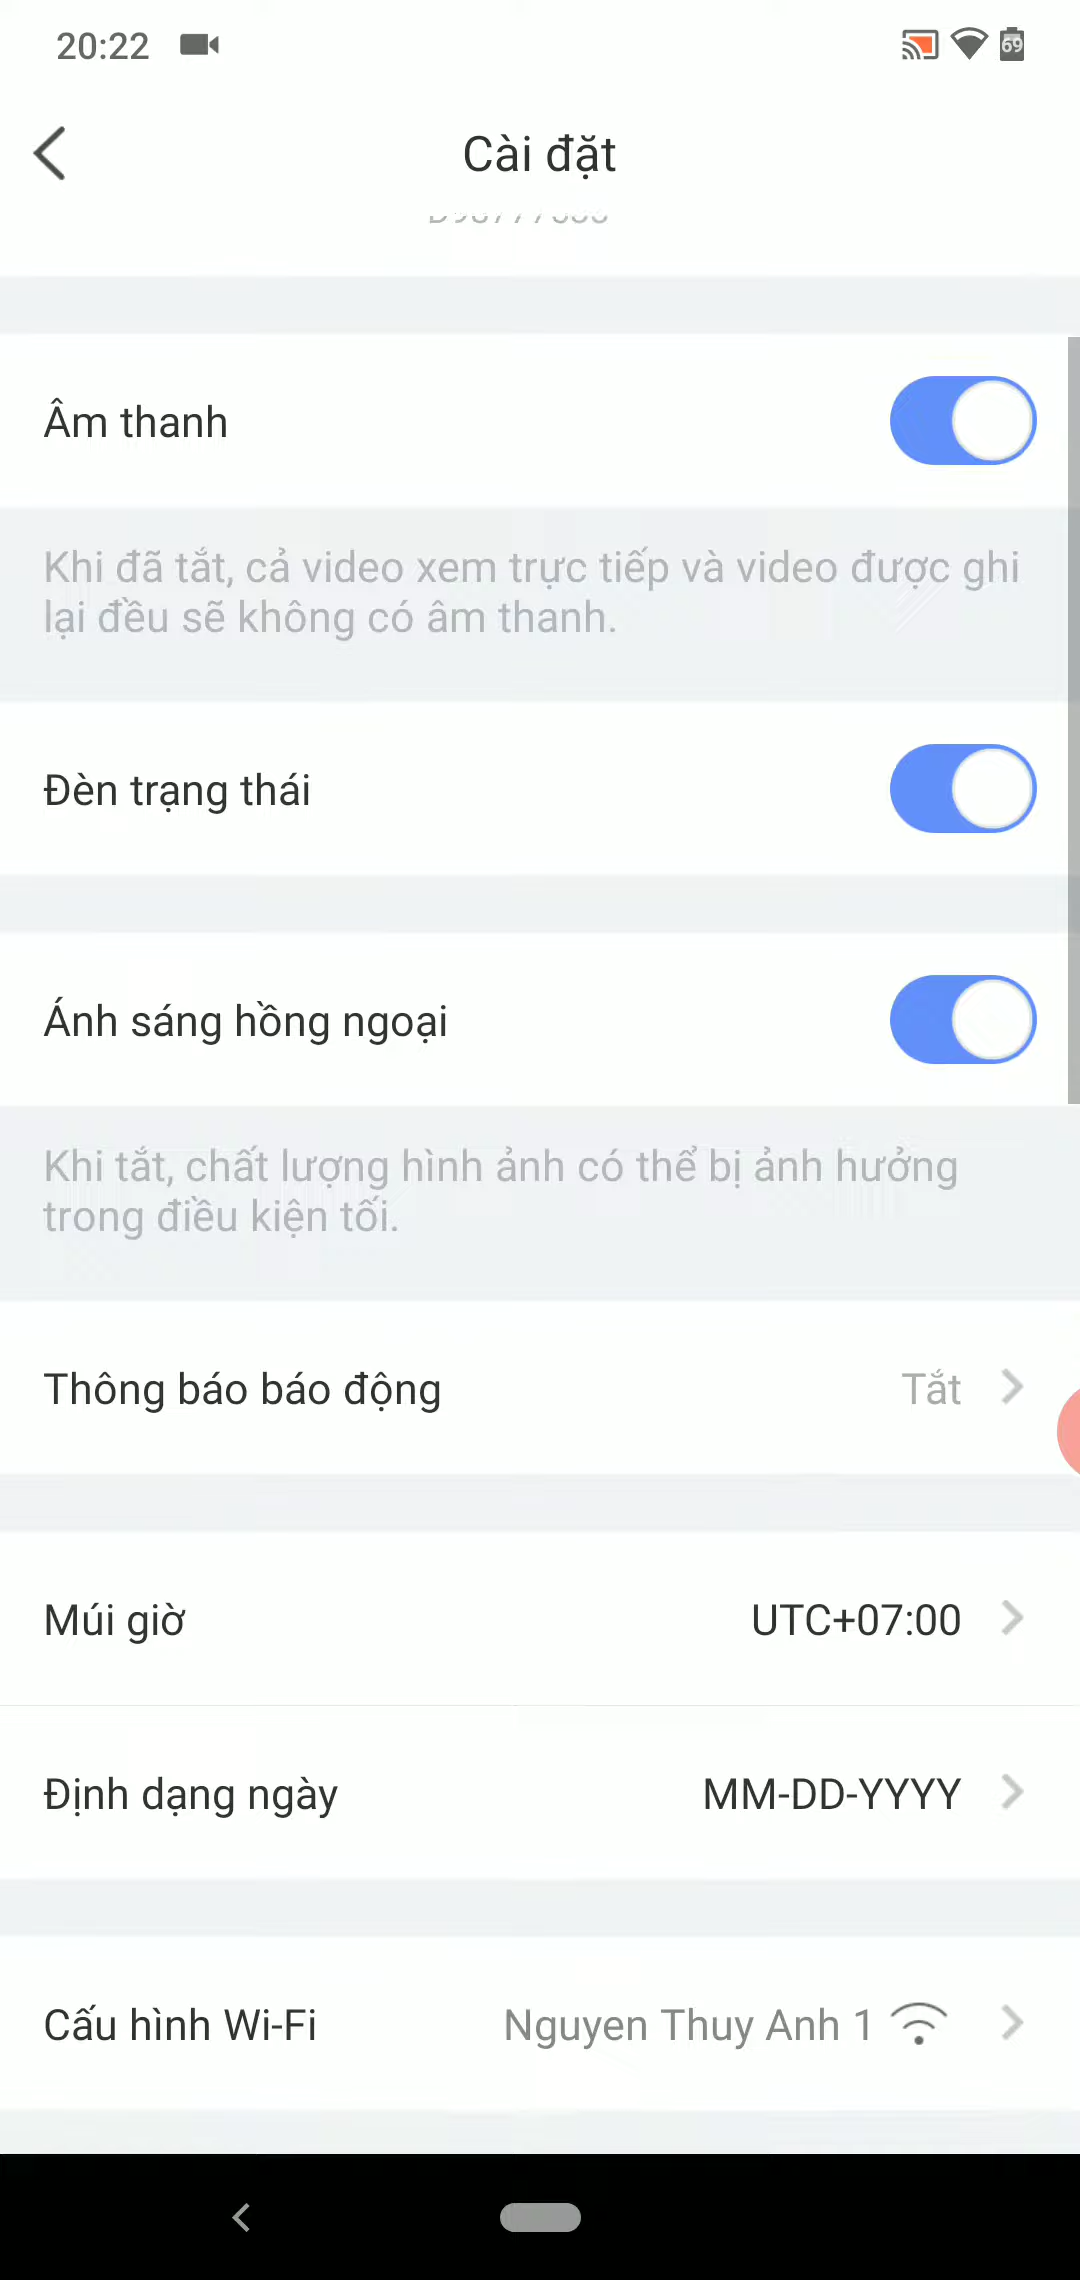 20:22
69
Cài đặt
Âm thanh
Khi đã tắt, cả video xem trực tiếp và video được ghi
lại đều sẽ không có âm thanh.
Đèn trạng thái
Ánh sáng hồng ngoại
Khi tắt, chất lượng hình ảnh có thể bị ảnh hưởng
trong điều kiện tối.
Thông báo báo động
Tắt
Múi giờ
UTC+07:00
Định dạng ngày
MM-DD-YYYY
Cấu hình Wi-Fi
Nguyen Thuy Anh 1